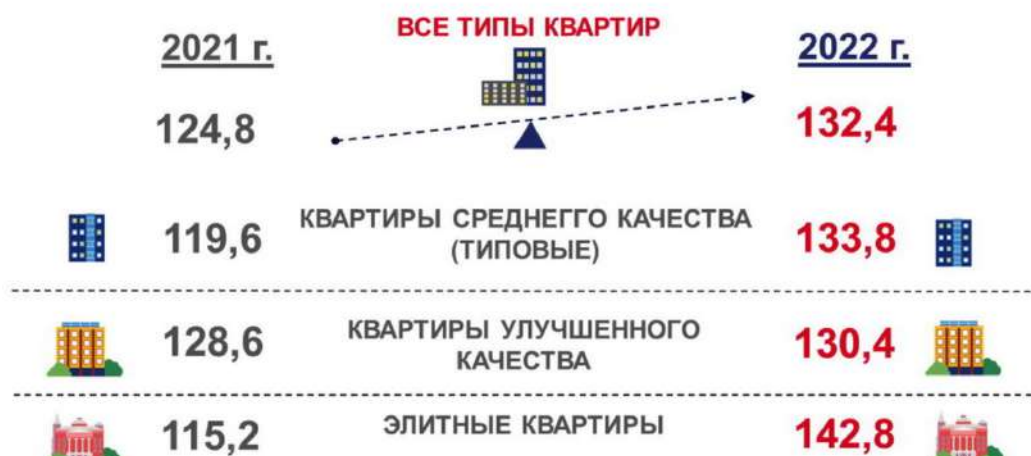 ВСЕ ТИПЫ КВАРТИР
2021 г.
2022 г.
124,8
132,4
119,6
КВАРТИРЫ СРЕДНЕГГО КАЧЕСТВА
(ТИПОВЫЕ)
133,8
128,6
КВАРТИРЫ УЛУЧШЕННОГО
КАЧЕСТВА
130,4
115,2
ЭЛИТНЫЕ КВАРТИРЫ
142,8